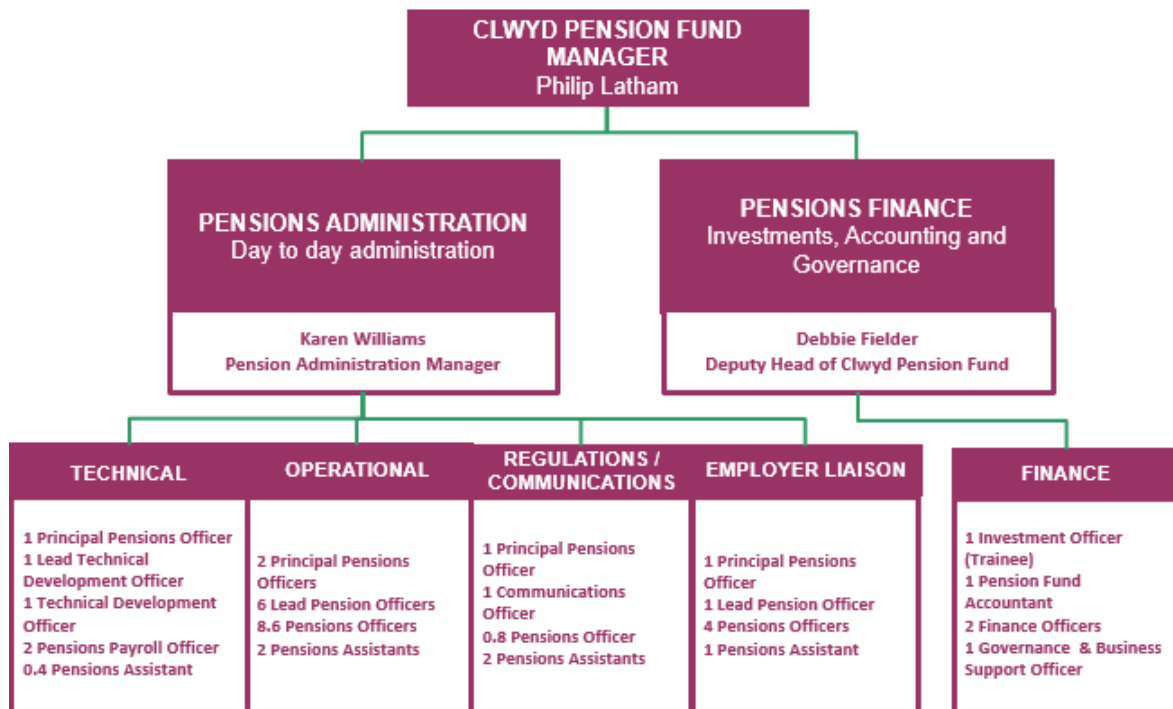 CLWYD PENSION FUND
MANAGER
Philip Latham
PENSIONS ADMINISTRATION
Day to day administration
Karen Williams
Pension Administration Manager
PENSIONS FINANCE
Investments, Accounting and
Governance
Debbie Fielder
Deputy Head of Clwyd Pension Fund
TECHNICAL
1 Principal Pensions Officer
1 Lead Technical
Development Officer
1 Technical Development
Officer
2 Pensions Payroll Officer
0.4 Pensions Assistant
OPERATIONAL
2 Principal Pensions
Officers
6 Lead Pension Officers
8.6 Pensions Officers
2 Pensions Assistants
REGULATIONS /
COMMUNICATIONS
1 Principal Pensions
Officer
1 Communications
Officer
0.8 Pensions Officer
2 Pensions Assistants
EMPLOYER LIAISON
1 Principal Pensions
Officer
1 Lead Pension Officer
4 Pensions Officers
1 Pensions Assistant
FINANCE
1 Investment Officer
(Trainee)
1 Pension Fund
Accountant
2 Finance Officers
1 Governance & Business
Support Officer